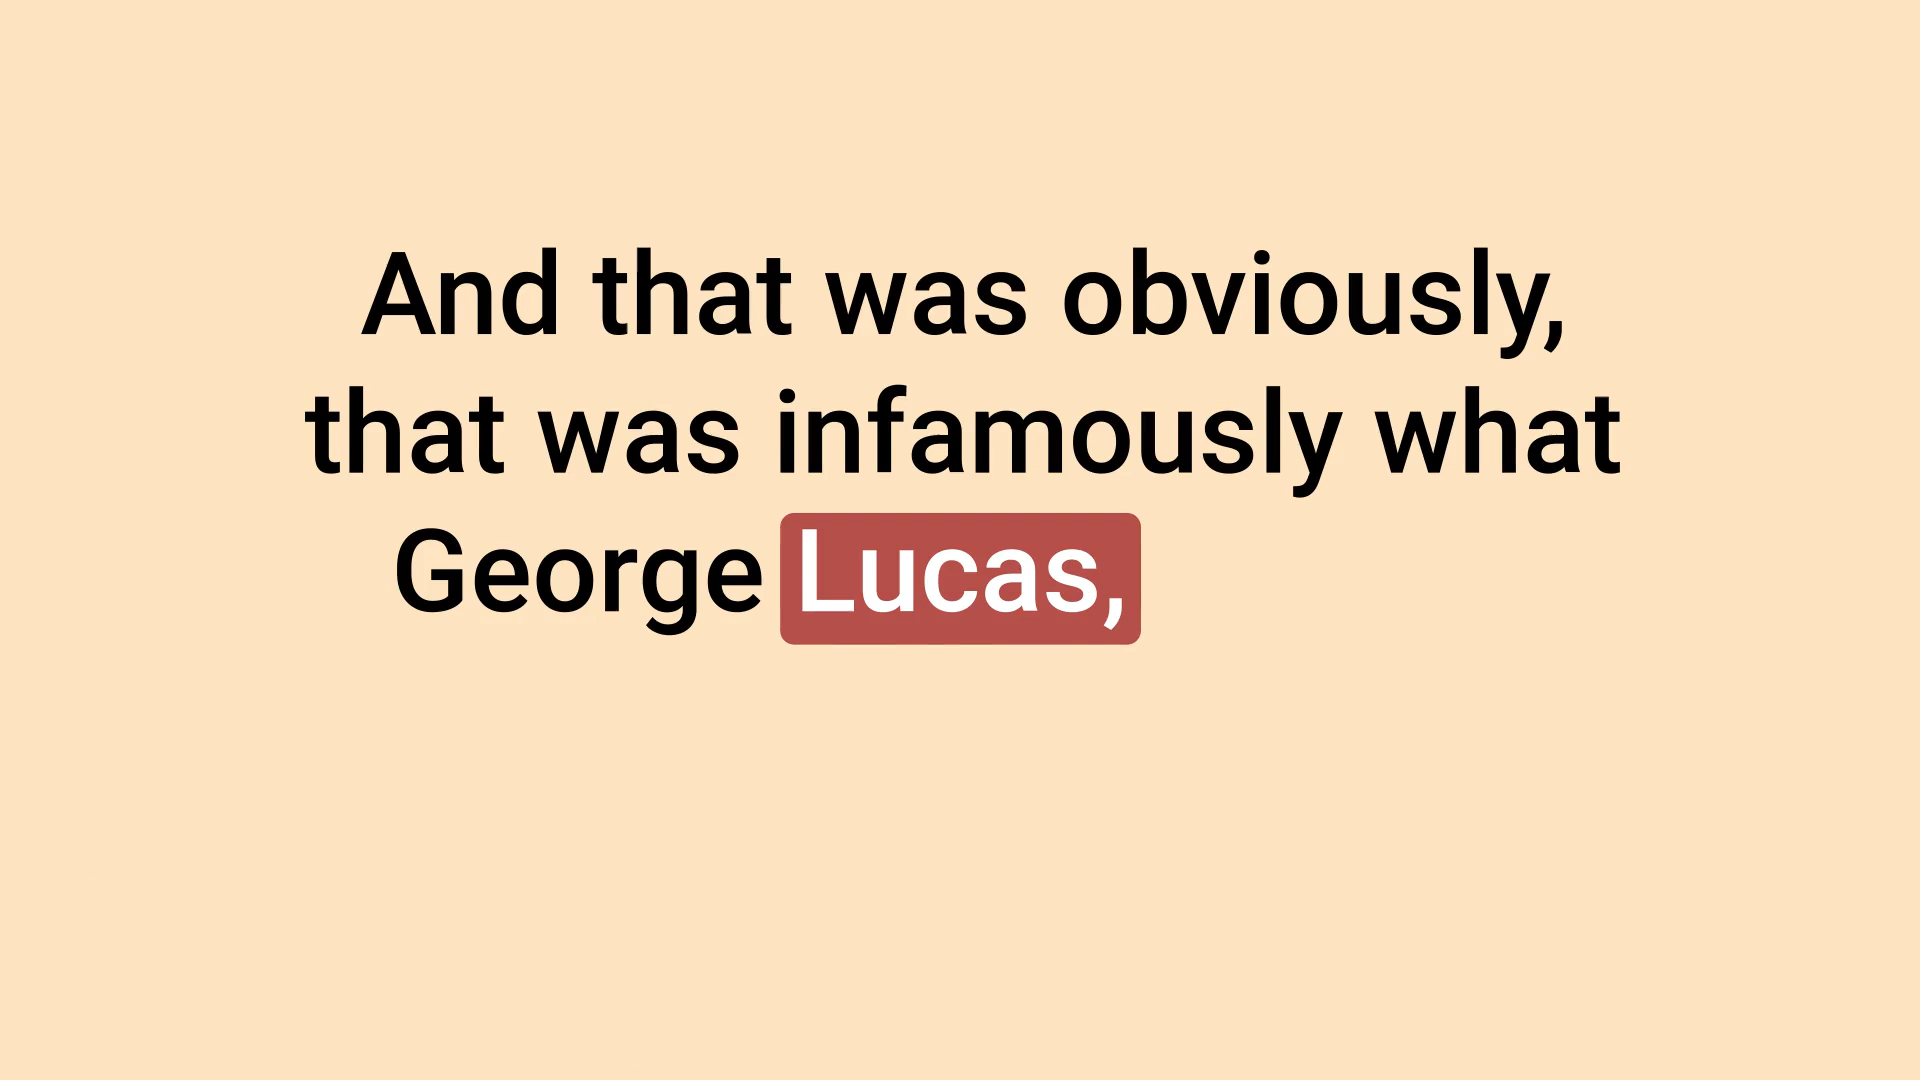 And that was obviously,
that was infamously what
George Lucas,